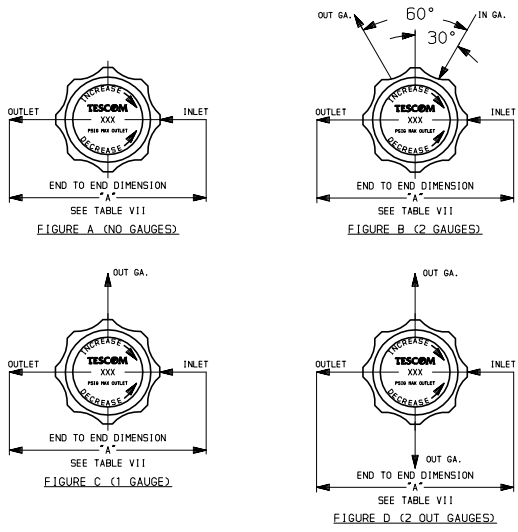 OUT GA.
60°
IN GA.
30°
INCREASE
TESCOM
XXX
PSIG MAX OUTLET
DECREASE
OUTLET
INLET
END TO END DIMENSION
"A"
SEE TABLE VII
FIGURE A (NO GAUGES)
INCREASE
TESCOM
XXX
PSIG MAX OUTLET
DECREASE
OUTLET
INLET
END TO END DIMENSION
"A"
SEE TABLE VII
FIGURE B (2 GAUGES)
OUT GA.
INCREASE
TESCOM
XXX
PSIG MAX OUTLET
DECREASE
OUTLET
INLET
END TO END DIMENSION
"A"
SEE TABLE VII
FIGURE C (1 GAUGE)
OUT GA.
INCREASE
TESCOM
XXX
PSIG MAX OUTLET
DECREASE
OUTLET
INLET
OUT GA.
END TO END DIMENSION
"A"
SEE TABLE VII
FIGURE D (2 OUT GAUGES)